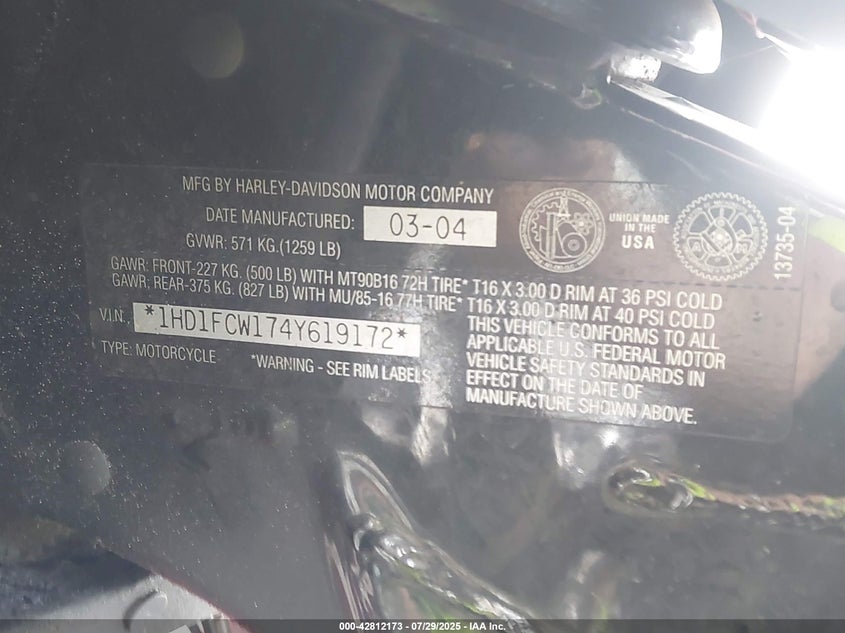 MFG BY HARLEY-DAVIDSON MOTOR COMPANY
DATE MANUFACTURED: 03-04
GVWR: 571 KG.(1259 LB)
UNION MADE
IN THE
USA
13735-04
GAWR: FRONT-227 KG. (500 LB) WITH MT90B16 72H TIRE* T16 X 3.00 D RIM AT 36 PSI COLD
GAWR; REAR-375 KG. (827 LB) WITH MU/85-16 77H TIRE* T16 X 3.00 D RIM AT 40 PSI COLD
V.I.N. *1HD1FCW174Y619172*
TYPE: MOTORCYCLE
*WARNING - SEE RIM LABELS
THIS VEHICLE CONFORMS TO ALL
APPLICABLE U.S. FEDERAL MOTOR
VEHICLE SAFETY STANDARDS IN
EFFECT ON THE DATE OF
MANUFACTURE SHOWN ABOVE.
000-42812173 - 07/29/2025 - IAA Inc.